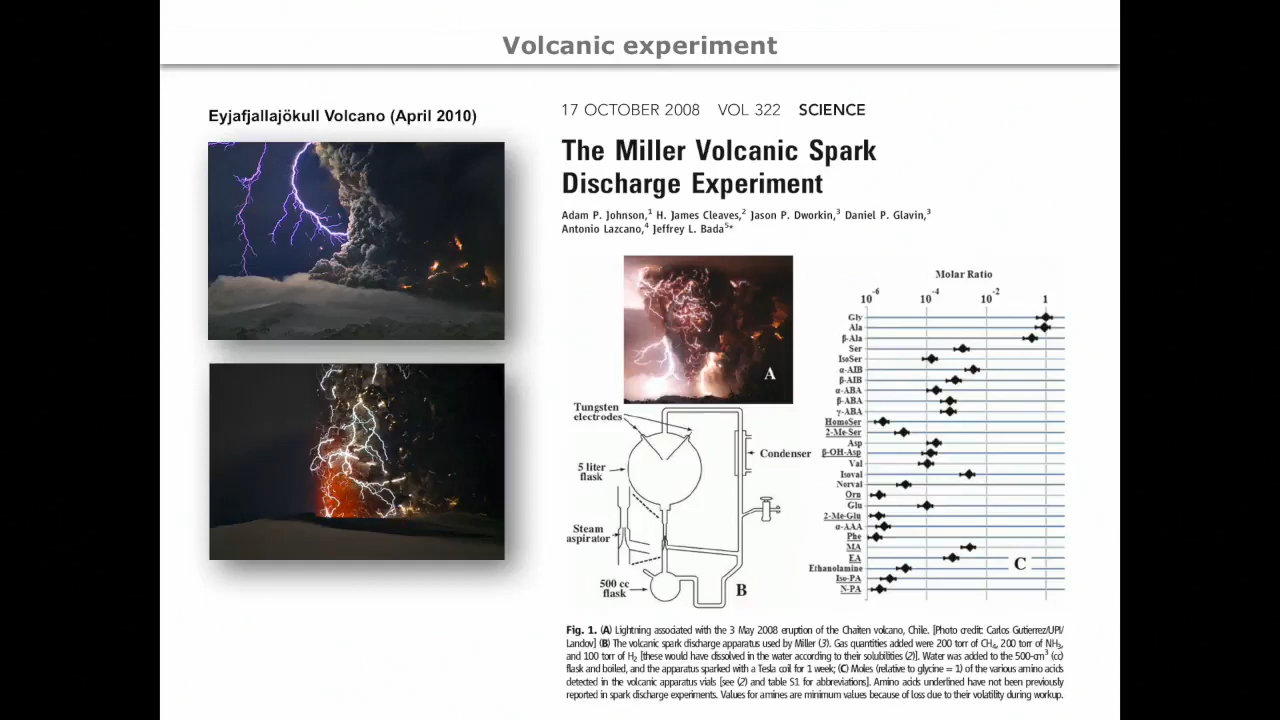 Volcanic experiment
Eyjafjallajökull Volcano (April 2010)
17 OCTOBER 2008 VOL 322 SCIENCE
The Miller Volcanic Spark
Discharge Experiment
Adam P. Johnson,1 H. James Cleaves,2 Jason P. Dworkin,3 Daniel P. Glavin,3
Antonio Lazcano,4 Jeffrey L. Bada5*
A
Tungsten
electrodes
5 liter
flask
Condenser
Steam
aspirator
500 cc
flask
B
Molar Ratio
10-6 10-4 10-2 1
Gly
Ala
β-Ala
Ser
IsoSer
α-AIB
β-AIB
α-ABA
β-ABA
γ-ABA
HomoSer
2-Me-Ser
Asp
β-OH-Asp
Val
Isoval
Norval
Orn
Glu
2-Me-Glu
α-AAA
Phe
MA
EA
Ethanolamine
Iso-PA
N-PA
C
Fig. 1. (A) Lightning associated with the 3 May 2008 eruption of the Chaiten volcano, Chile. [Photo credit: Carlos Gutierrez/UPI/
Landov] (B) The volcanic spark discharge apparatus used by Miller (3). Gas quantities added were 200 torr of CH4, 200 torr of NH3,
and 100 torr of H2 [these would have dissolved in the water according to their solubilities (2)]. Water was added to the 500-cm3 (cc)
flask and boiled, and the apparatus sparked with a Tesla coil for 1 week; (C) Moles (relative to glycine = 1) of the various amino acids
detected in the volcanic apparatus vials [see (2) and table S1 for abbreviations]. Amino acids underlined have not been previously
reported in spark discharge experiments. Values for amines are minimum values because of loss due to their volatility during workup.